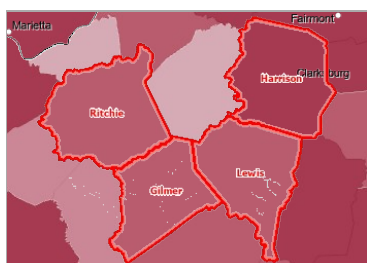 Fairmont
Marietta
Harrison
Clarksburg
Ritchie
Lewis
Gilmer